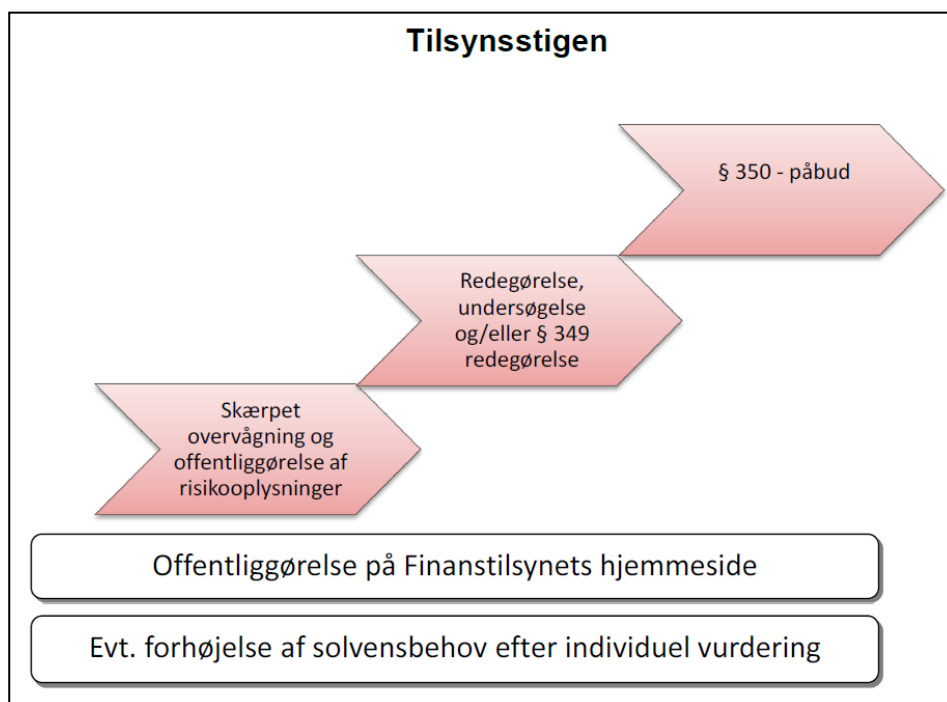 Tilsynsstigen
§ 350 - påbud
Redegørelse,
undersøgelse
og/eller § 349
redegørelse
Skærpet
overvågning og
offentliggørelse af
risikooplysninger
Offentliggørelse på Finanstilsynets hjemmeside
Evt. forhøjelse af solvensbehov efter individuel vurdering